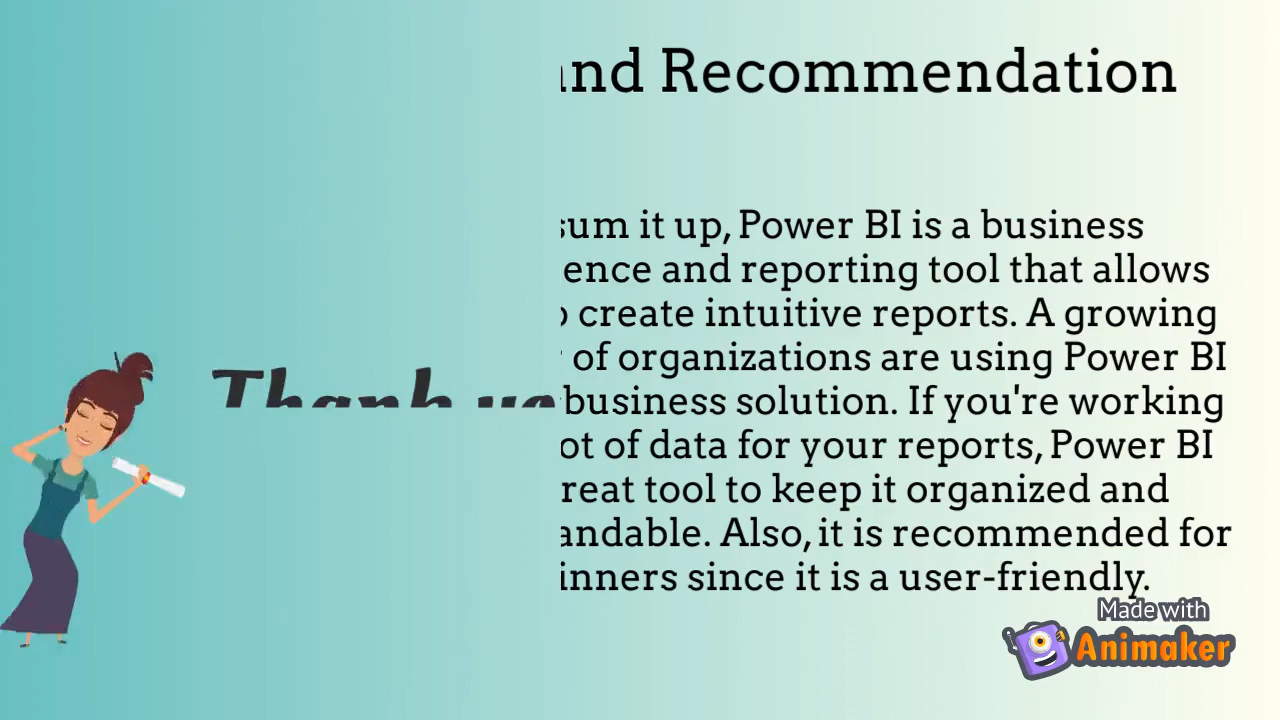 and Recommendation
sum it up, Power BI is a business
ence and reporting tool that allows
create intuitive reports. A growing
of organizations are using Power BI
business solution. If you're working
ot of data for your reports, Power BI
reat tool to keep it organized and
andable. Also, it is recommended for
inners since it is a user-friendly.
Thank yo
Made with
Animaker